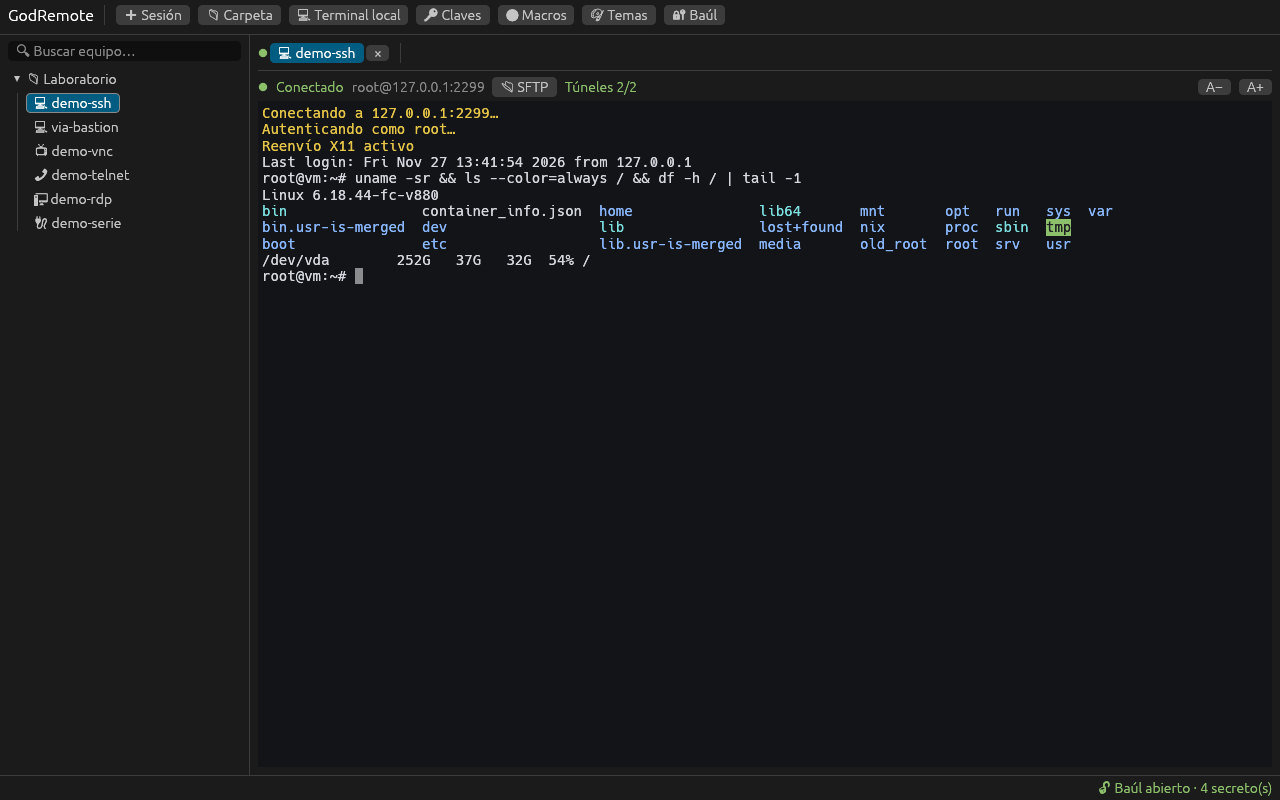 GodRemote + Sesión Carpeta Terminal local Claves Macros Temas Baúl
Buscar equipo…
Laboratorio
demo-ssh
via-bastion
demo-vnc
demo-telnet
demo-rdp
demo-serie
demo-ssh ×
Conectado root@127.0.0.1:2299 SFTP Túneles 2/2 A− A+
Conectando a 127.0.0.1:2299…
Autenticando como root…
Reenvío X11 activo
Last login: Fri Nov 27 13:41:54 2026 from 127.0.0.1
root@vm:~# uname -sr && ls --color=always / && df -h / | tail -1
Linux 6.18.44-fc-v880
bin container_info.json home lib64 mnt opt run sys var
bin.usr-is-merged dev lib lost+found nix proc sbin tmp
boot etc lib.usr-is-merged media old_root root srv usr
/dev/vda 252G 37G 32G 54% /
root@vm:~#
Baúl abierto · 4 secreto(s)